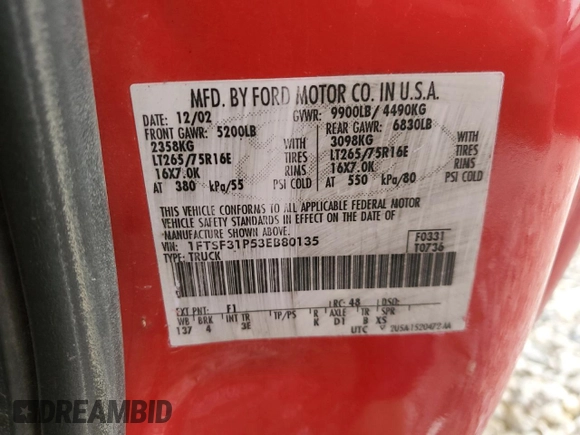 MFD. BY FORD MOTOR CO. IN U.S.A.
DATE: 12/02 GVWR: 9900LB/ 4490KG
FRONT GAWR: 5200LB REAR GAWR: 6830LB
2358KG WITH 3098KG WITH
LT265/75R16E TIRES LT265/75R16E TIRES
16X7.0K RIMS 16X7.0K RIMS
AT 380 kPa/55 PSI COLD AT 550 kPa/80 PSI COLD
THIS VEHICLE CONFORMS TO ALL APPLICABLE FEDERAL MOTOR
VEHICLE SAFETY STANDARDS IN EFFECT ON THE DATE OF
MANUFACTURE SHOWN ABOVE.
VIN: 1FTSF31P53EB80135 F0331
TYPE: TRUCK T0736
EXT PNT: F1 RC: 48 DSO:
WB BRK INT TR TP/PS R AXLE TR SPR
137 4 3E K D1 B X5
UTC
DREAMBID